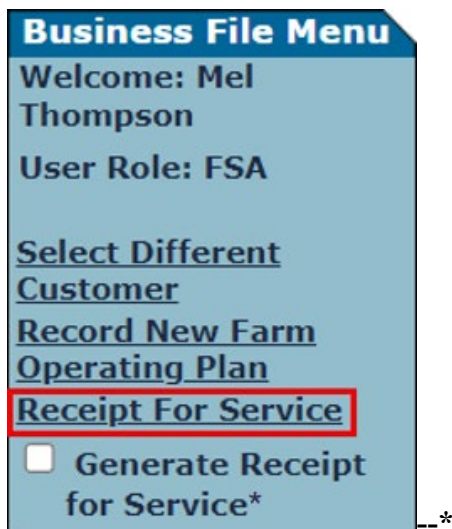 Business File Menu
Welcome: Mel
Thompson
User Role: FSA
Select Different
Customer
Record New Farm
Operating Plan
Receipt For Service
Generate Receipt
for Service*
--*